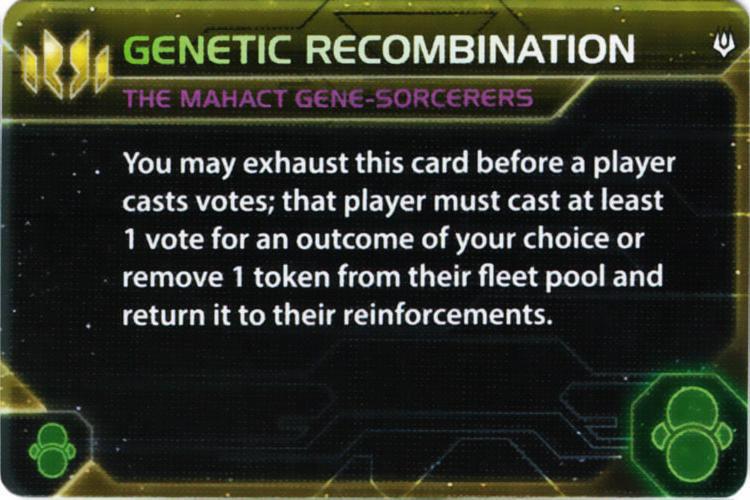 GENETIC RECOMBINATION
THE MAHACT GENE-SORCERERS
You may exhaust this card before a player
casts votes; that player must cast at least
1 vote for an outcome of your choice or
remove 1 token from their fleet pool and
return it to their reinforcements.